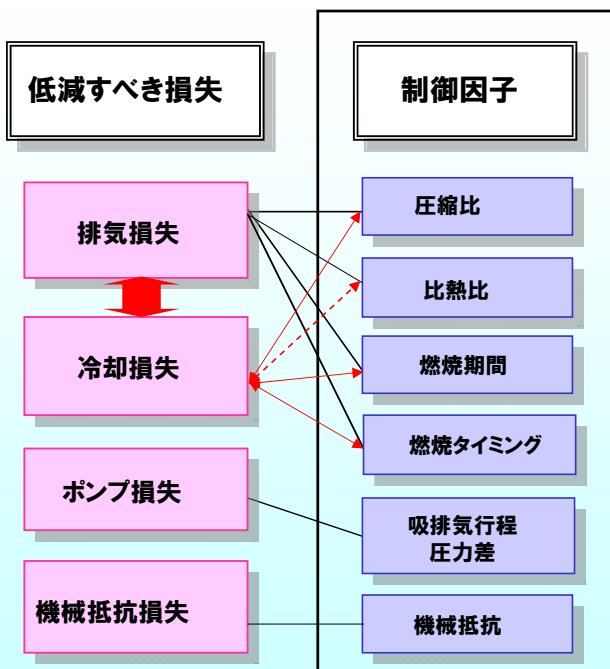 低減すべき損失
制御因子
排気損失
冷却損失
ポンプ損失
機械抵抗損失
圧縮比
比熱比
燃焼期間
燃焼タイミング
吸排気行程
圧力差
機械抵抗